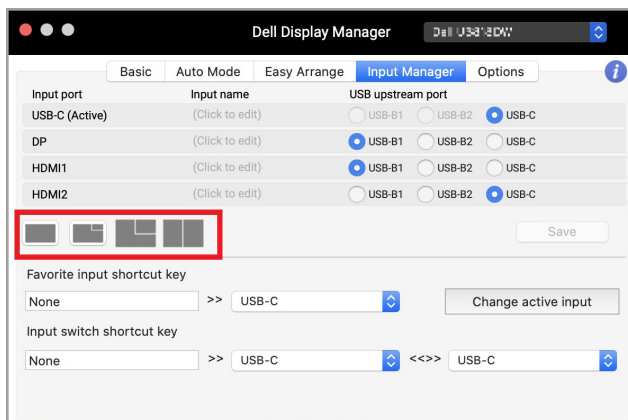 Dell Display Manager
Basic Auto Mode Easy Arrange Input Manager Options i
Input port Input name USB upstream port
USB-C (Active) (Click to edit) USB-B1 USB-B2 USB-C
DP (Click to edit) USB-B1 USB-B2 USB-C
HDMI1 (Click to edit) USB-B1 USB-B2 USB-C
HDMI2 (Click to edit) USB-B1 USB-B2 USB-C
Save
Favorite input shortcut key
None >> USB-C Change active input
Input switch shortcut key
None >> USB-C <<>> USB-C